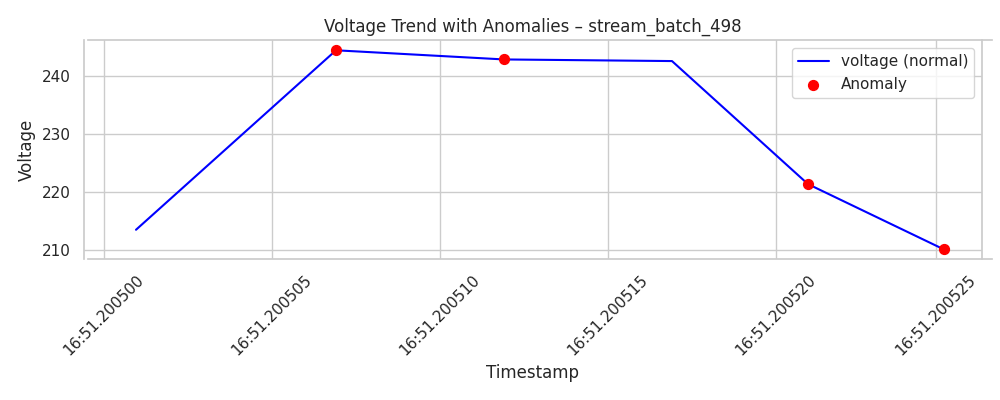 Voltage Trend with Anomalies – stream_batch_498
voltage (normal)
Anomaly
Voltage
240
230
220
210
16:51.200500
16:51.200505
16:51.200510
16:51.200515
16:51.200520
16:51.200525
Timestamp